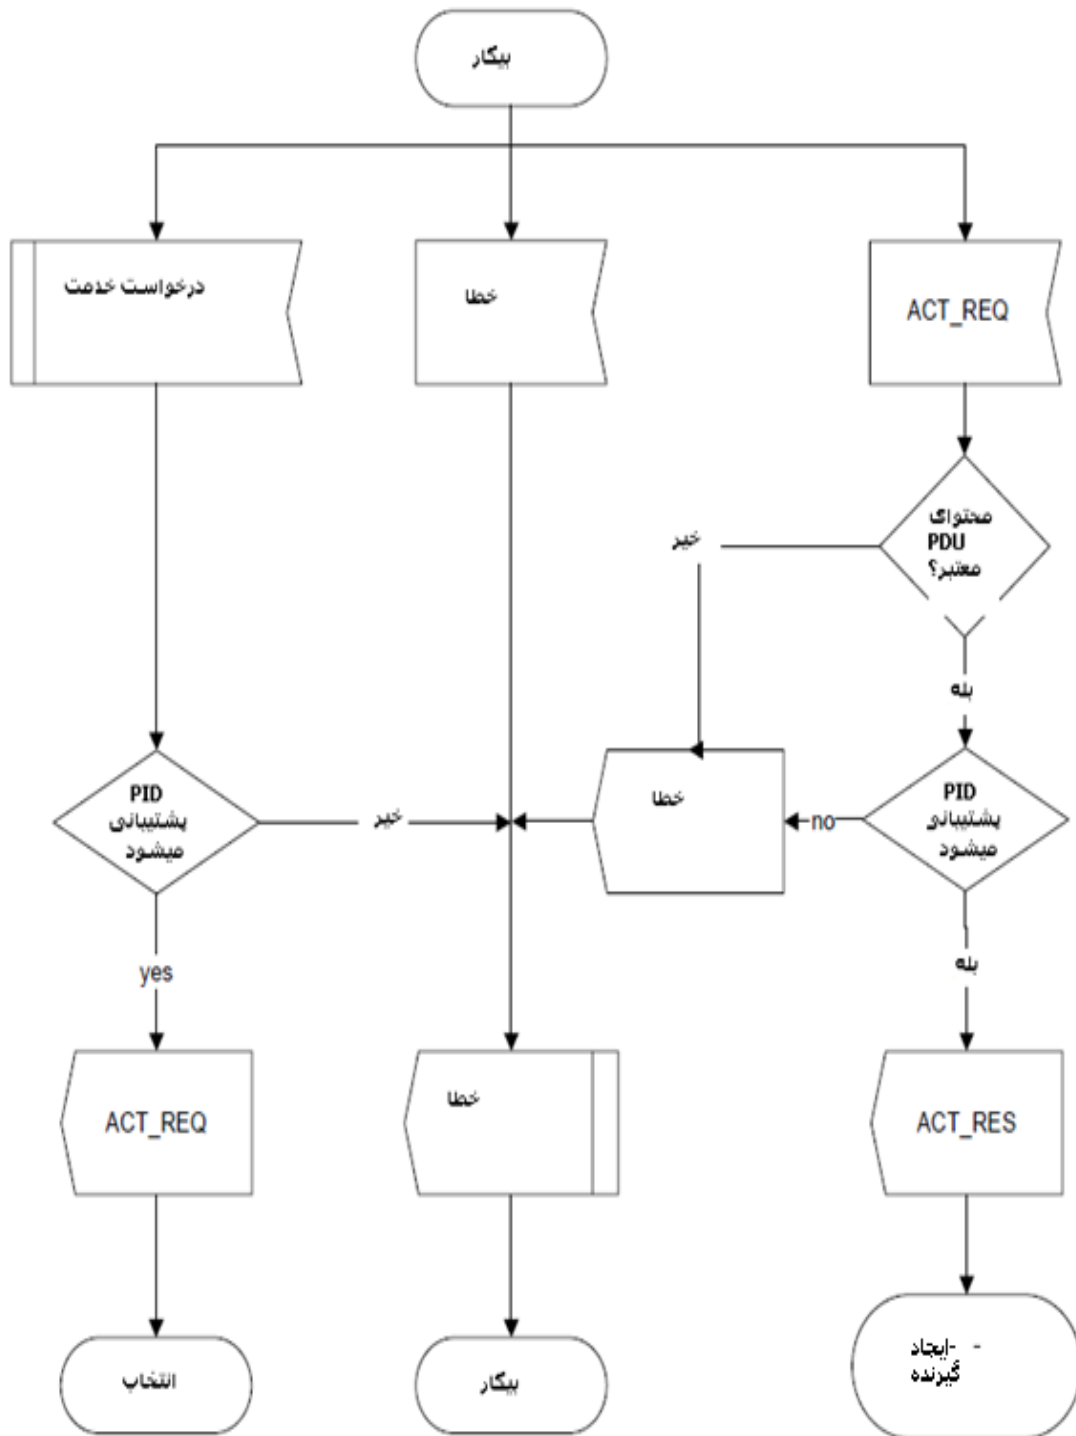 بیکار
درخواست خدمت
خطا
ACT_REQ
محتوای
PDU
معتبر؟
خیر
بله
PID
پشتیبانی
میشود
خیر
خطا
no
PID
پشتیبانی
میشود
yes
بله
ACT_REQ
خطا
ACT_RES
انتخاب
بیکار
- -ایجاد
گیرنده